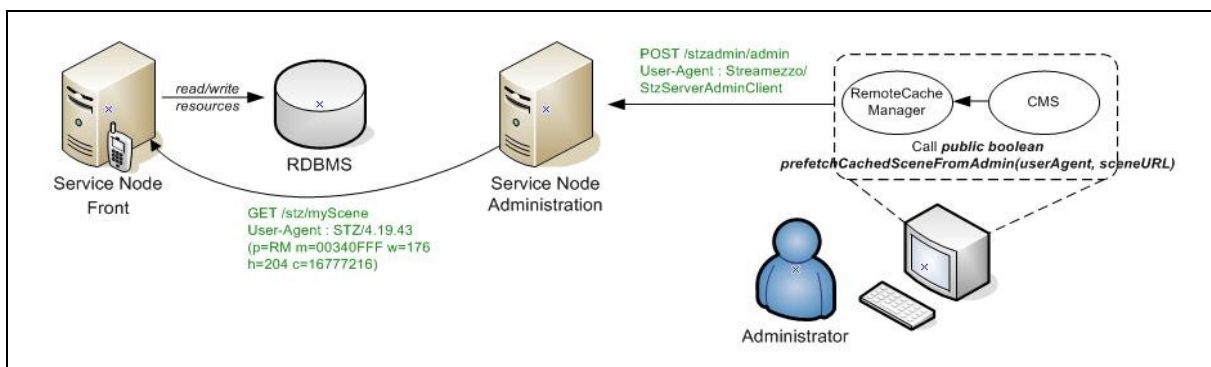 POST /stzadmin/admin
User-Agent : Streamezzo/
StzServerAdminClient
read/write
resources
RDBMS
RemoteCache
Manager
CMS
Call public boolean
prefetchCachedSceneFromAdmin(userAgent, sceneURL)
Service Node
Front
Service Node
Administration
GET /stz/myScene
User-Agent : STZ/4.19.43
(p=RM m=00340FFF w=176
h=204 c=16777216)
Administrator